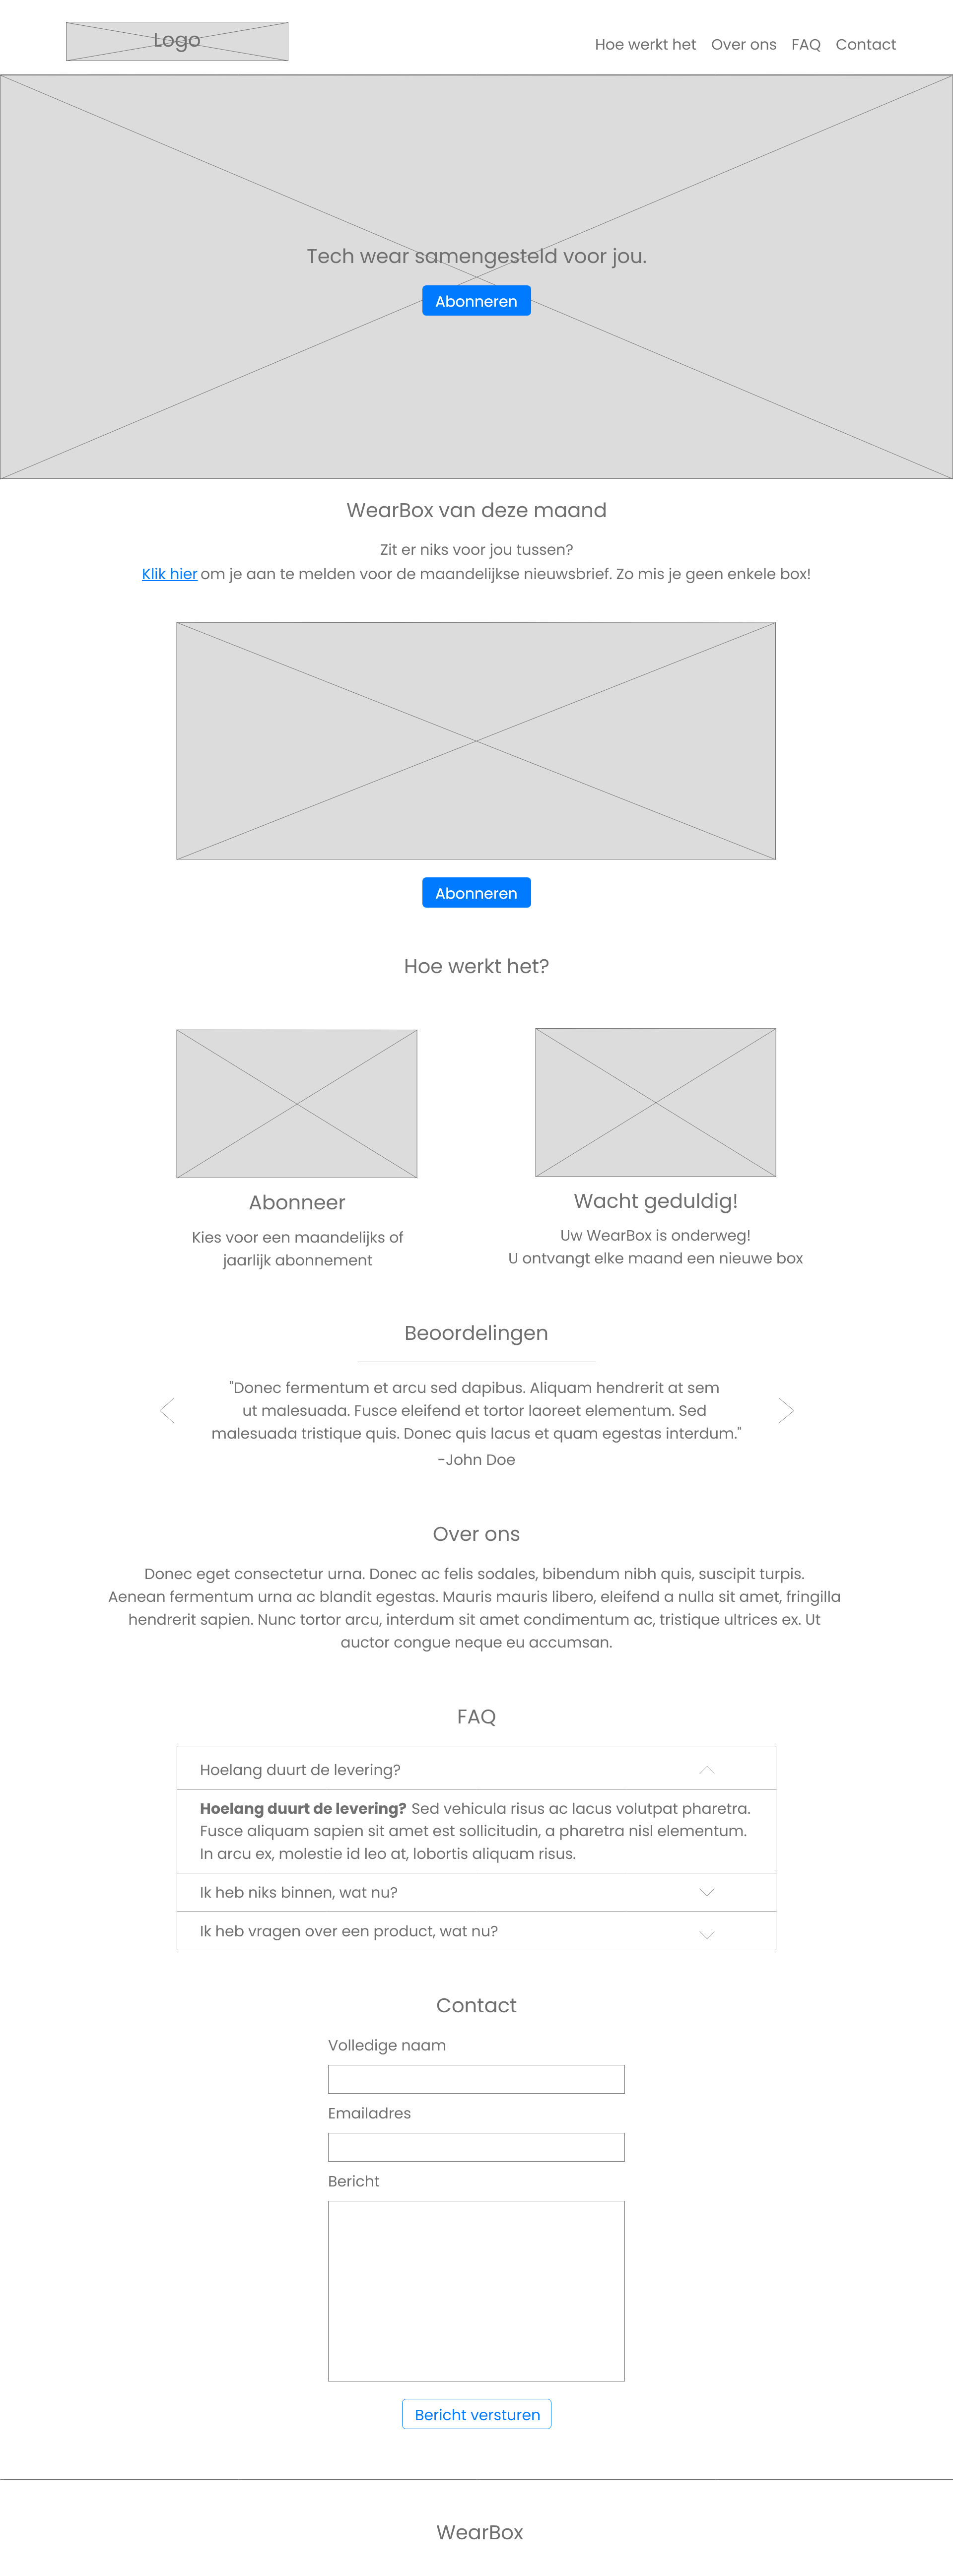 Logo
Hoe werkt het Over ons FAQ Contact
Tech wear samengesteld voor jou.
Abonneren
WearBox van deze maand
Zit er niks voor jou tussen?
Klik hier om je aan te melden voor de maandelijkse nieuwsbrief. Zo mis je geen enkele box!
Abonneren
Hoe werkt het?
Abonneer
Kies voor een maandelijks of
jaarlijk abonnement
Wacht geduldig!
Uw WearBox is onderweg!
U ontvangt elke maand een nieuwe box
Beoordelingen
"Donec fermentum et arcu sed dapibus. Aliquam hendrerit at sem
ut malesuada. Fusce eleifend et tortor laoreet elementum. Sed
malesuada tristique quis. Donec quis lacus et quam egestas interdum."
-John Doe
Over ons
Donec eget consectetur urna. Donec ac felis sodales, bibendum nibh quis, suscipit turpis.
Aenean fermentum urna ac blandit egestas. Mauris mauris libero, eleifend a nulla sit amet, fringilla
hendrerit sapien. Nunc tortor arcu, interdum sit amet condimentum ac, tristique ultrices ex. Ut
auctor congue neque eu accumsan.
FAQ
Hoelang duurt de levering?
Hoelang duurt de levering? Sed vehicula risus ac lacus volutpat pharetra.
Fusce aliquam sapien sit amet est sollicitudin, a pharetra nisl elementum.
In arcu ex, molestie id leo at, lobortis aliquam risus.
Ik heb niks binnen, wat nu?
Ik heb vragen over een product, wat nu?
Contact
Volledige naam
Emailadres
Bericht
Bericht versturen
WearBox